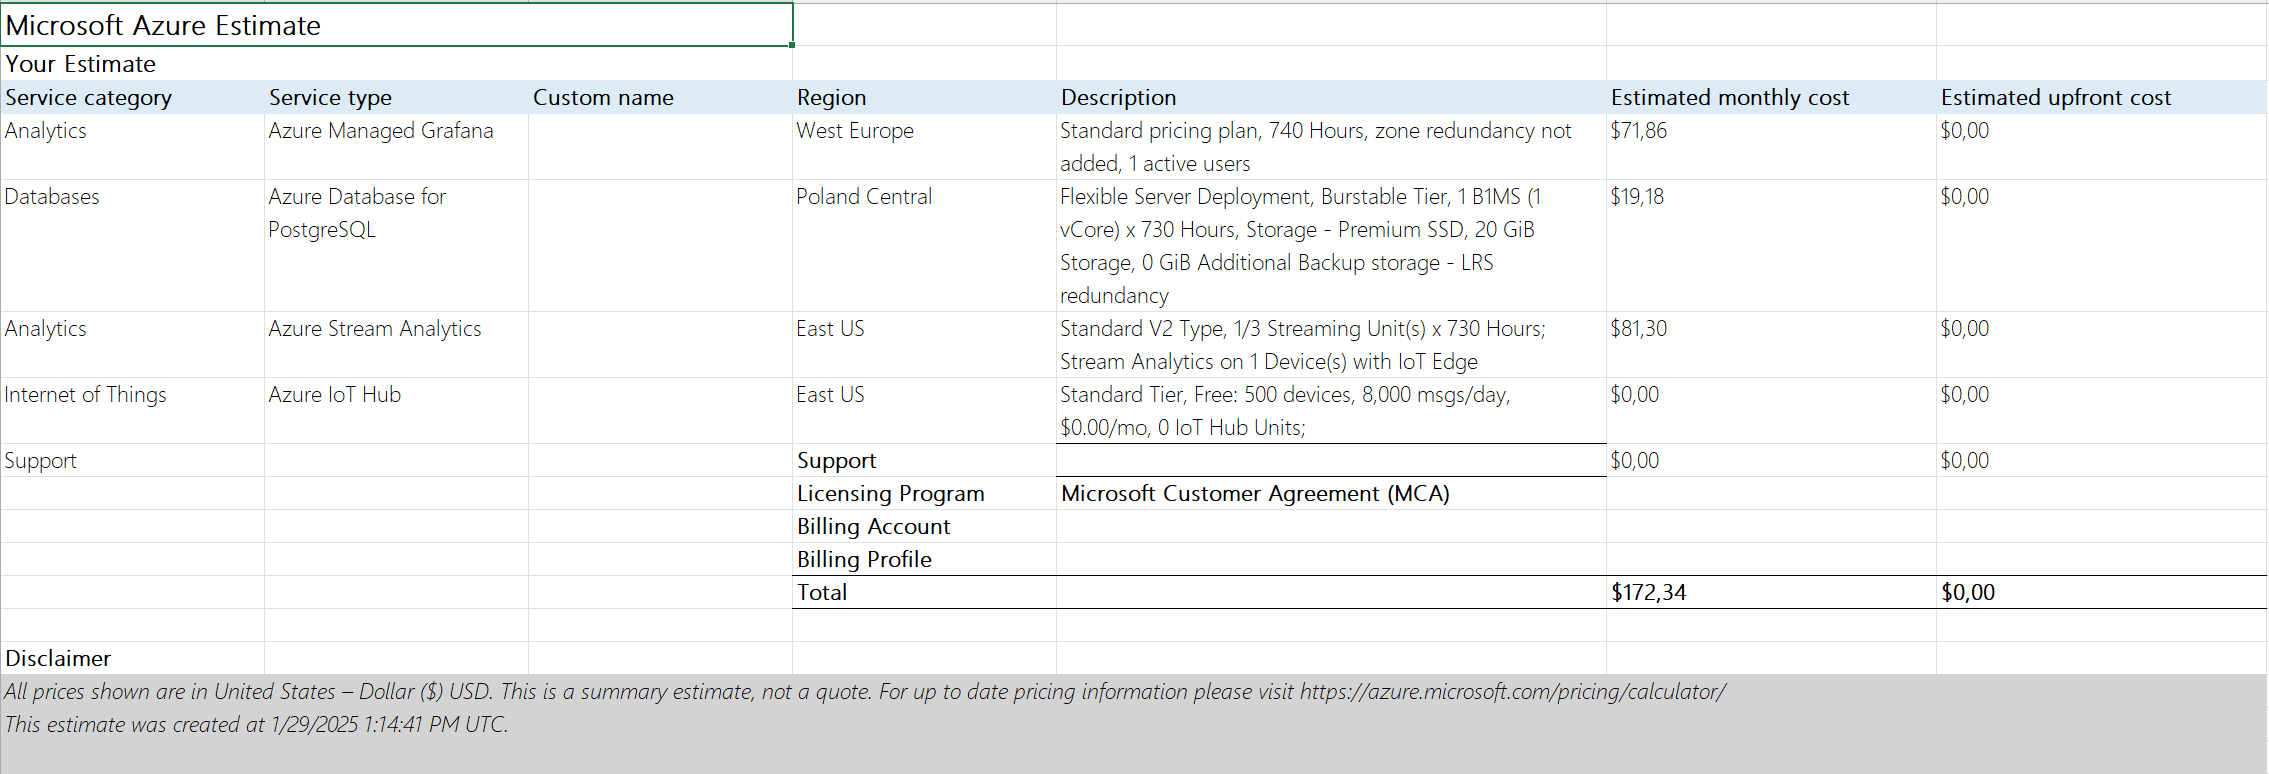 Microsoft Azure Estimate
Your Estimate
Service category Service type Custom name Region Description Estimated monthly cost Estimated upfront cost
Analytics Azure Managed Grafana West Europe Standard pricing plan, 740 Hours, zone redundancy not $71,86 $0,00
added, 1 active users
Databases Azure Database for Poland Central Flexible Server Deployment, Burstable Tier, 1 B1MS (1 $19,18 $0,00
PostgreSQL vCore) x 730 Hours, Storage - Premium SSD, 20 GiB
Storage, 0 GiB Additional Backup storage - LRS
redundancy
Analytics Azure Stream Analytics East US Standard V2 Type, 1/3 Streaming Unit(s) x 730 Hours; $81,30 $0,00
Stream Analytics on 1 Device(s) with IoT Edge
Internet of Things Azure IoT Hub East US Standard Tier, Free: 500 devices, 8,000 msgs/day, $0,00 $0,00
$0.00/mo, 0 IoT Hub Units;
Support Support $0,00 $0,00
Licensing Program Microsoft Customer Agreement (MCA)
Billing Account
Billing Profile
Total $172,34 $0,00
Disclaimer
All prices shown are in United States – Dollar ($) USD. This is a summary estimate, not a quote. For up to date pricing information please visit https://azure.microsoft.com/pricing/calculator/
This estimate was created at 1/29/2025 1:14:41 PM UTC.